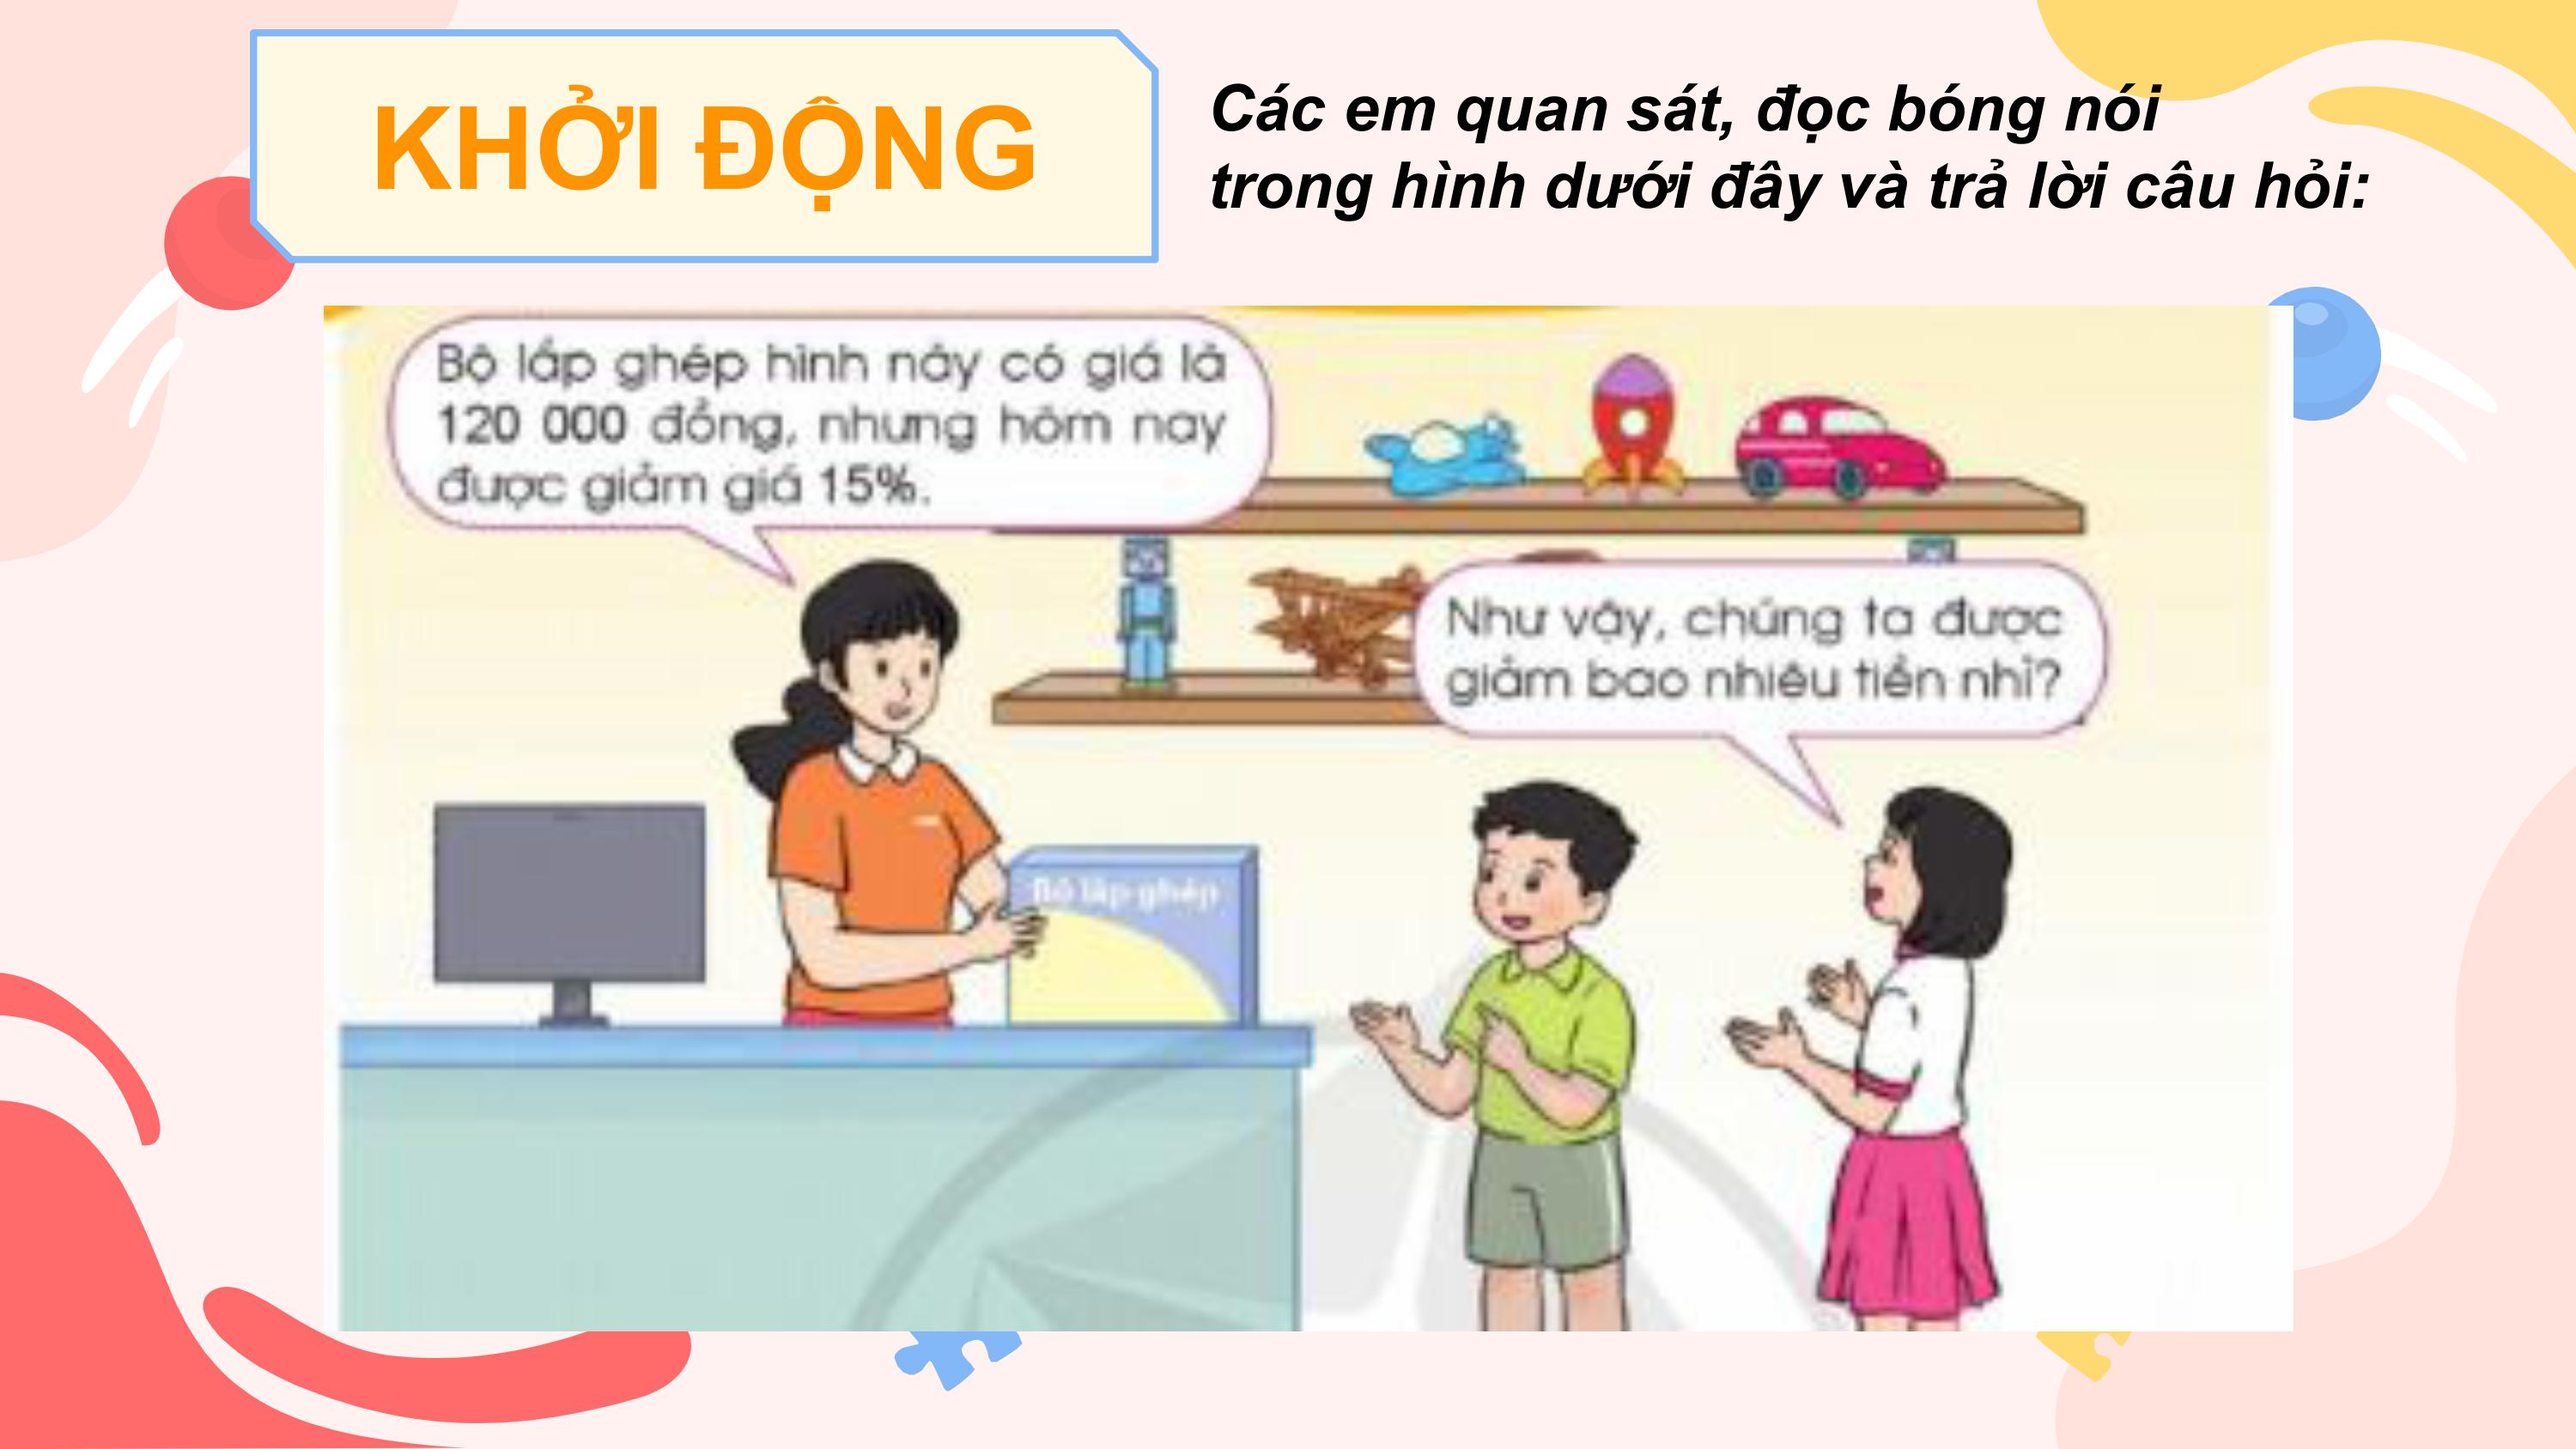 KHỞI ĐỘNG
Các em quan sát, đọc bóng nói
trong hình dưới đây và trả lời câu hỏi:
Bộ lắp ghép hình này có giá là
120 000 đồng, nhưng hôm nay
được giảm giá 15%.
Như vậy, chúng ta được
giảm bao nhiêu tiền nhỉ?
Bộ lắp ghép